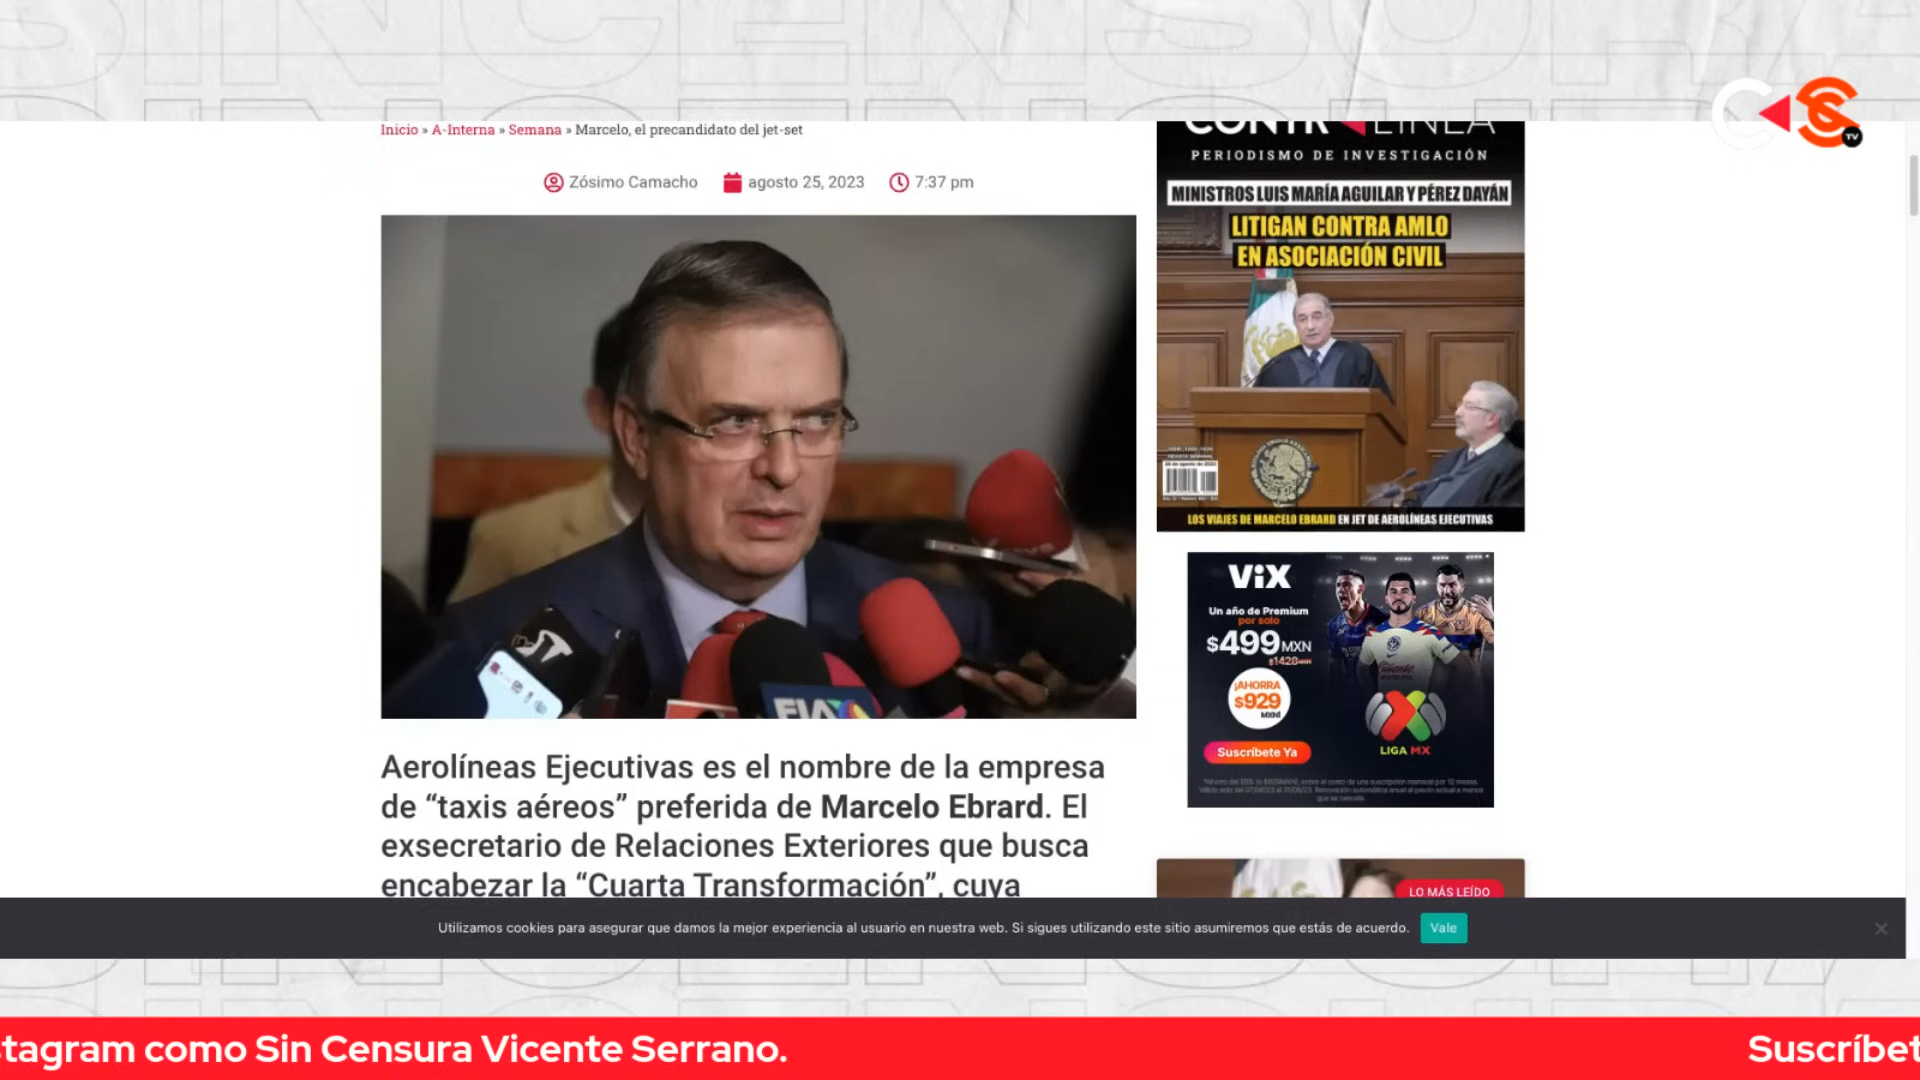 Inicio » A-Interna » Semana » Marcelo, el precandidato del jet-set
Zósimo Camacho
agosto 25, 2023
7:37 pm
Aerolíneas Ejecutivas es el nombre de la empresa
de “taxis aéreos” preferida de Marcelo Ebrard. El
exsecretario de Relaciones Exteriores que busca
encabezar la “Cuarta Transformación”, cuya
PERIODISMO DE INVESTIGACIÓN
MINISTROS LUIS MARÍA AGUILAR Y PÉREZ DAYÁN
LITIGAN CONTRA AMLO
EN ASOCIACIÓN CIVIL
LOS VIAJES DE MARCELO EBRARD EN JET DE AEROLÍNEAS EJECUTIVAS
ViX
Un año de Premium
por solo
$499 MXN
¡AHORRA
$929
MXN!
Suscríbete Ya
LIGA MX
LO MÁS LEÍDO
Utilizamos cookies para asegurar que damos la mejor experiencia al usuario en nuestra web. Si sigues utilizando este sitio asumiremos que estás de acuerdo.
Vale
TV
stagram como Sin Censura Vicente Serrano.
Suscríbet